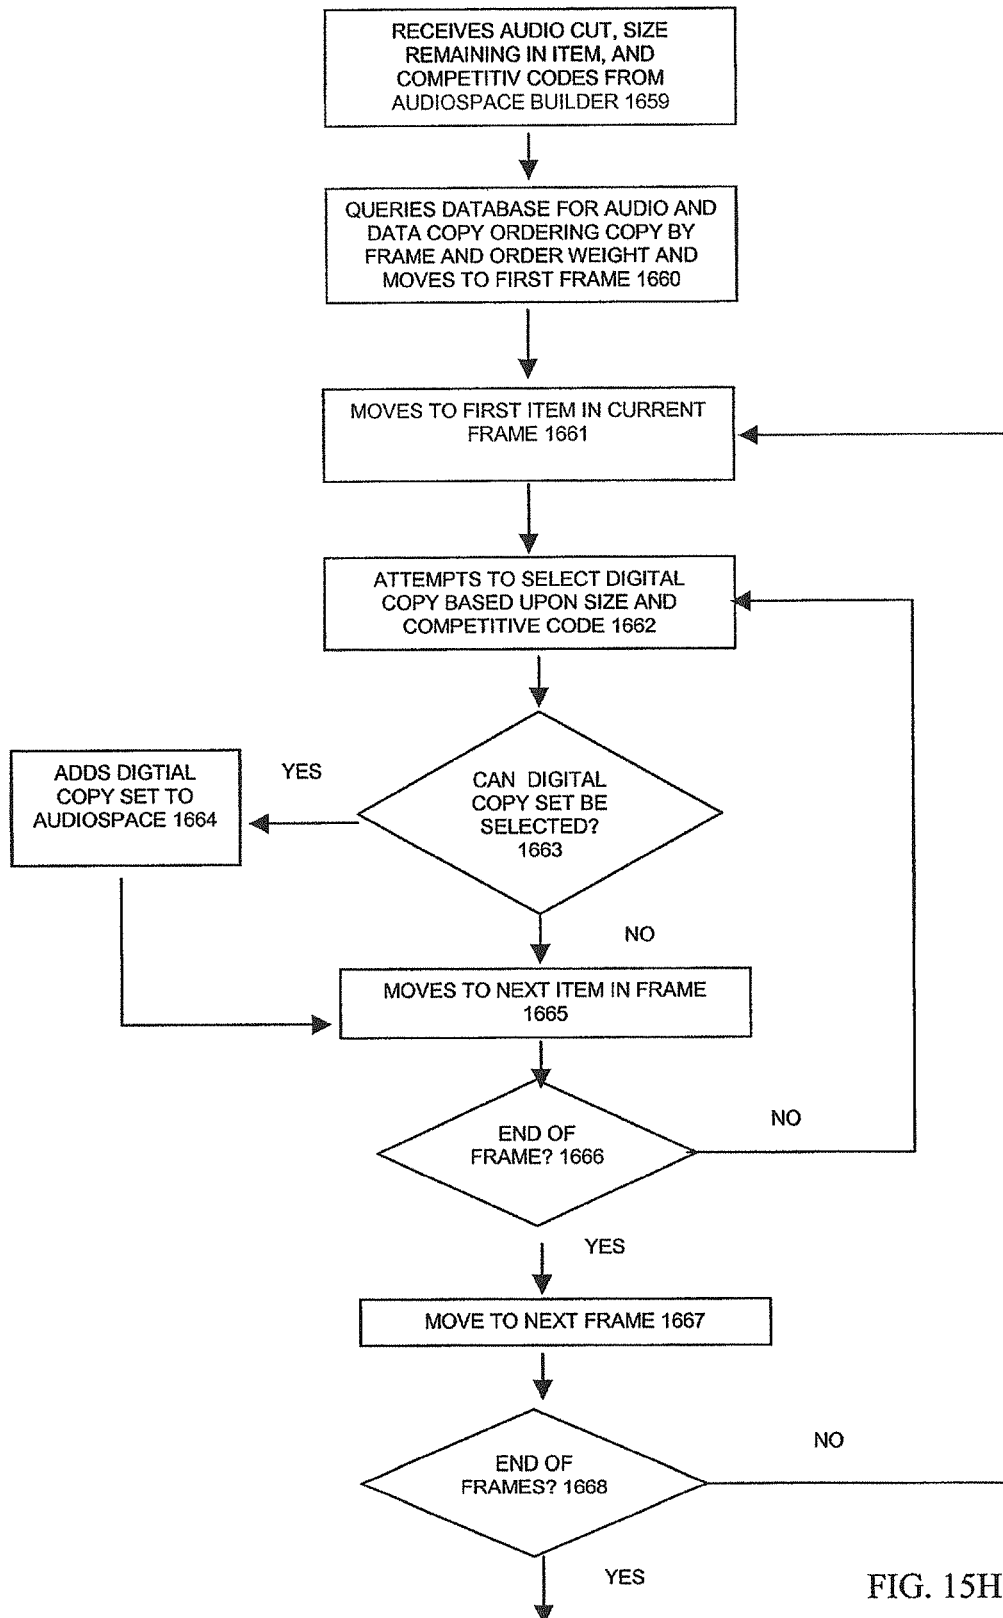 RECEIVES AUDIO CUT, SIZE
REMAINING IN ITEM, AND
COMPETITIV CODES FROM
AUDIOSPACE BUILDER 1659
QUERIES DATABASE FOR AUDIO AND
DATA COPY ORDERING COPY BY
FRAME AND ORDER WEIGHT AND
MOVES TO FIRST FRAME 1660
MOVES TO FIRST ITEM IN CURRENT
FRAME 1661
ATTEMPTS TO SELECT DIGITAL
COPY BASED UPON SIZE AND
COMPETITIVE CODE 1662
CAN DIGITAL
COPY SET BE
SELECTED?
1663
YES
ADDS DIGTIAL
COPY SET TO
AUDIOSPACE 1664
NO
MOVES TO NEXT ITEM IN FRAME
1665
END OF
FRAME? 1666
NO
YES
MOVE TO NEXT FRAME 1667
END OF
FRAMES? 1668
NO
YES
FIG. 15H